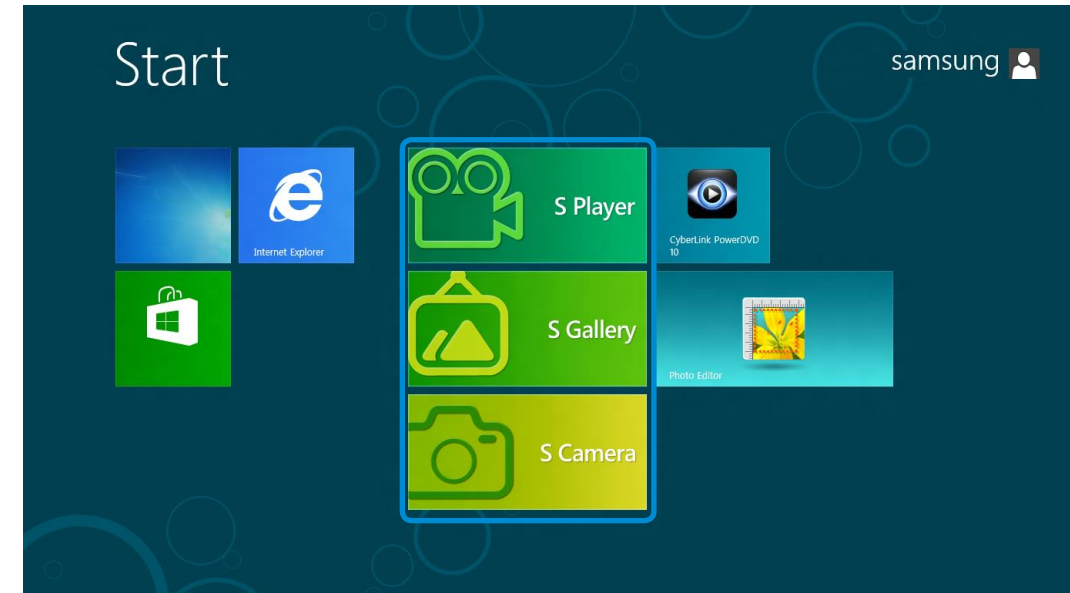 Start
samsung
Internet Explorer
S Player
CyberLink PowerDVD
10
S Gallery
Photo Editor
S Camera